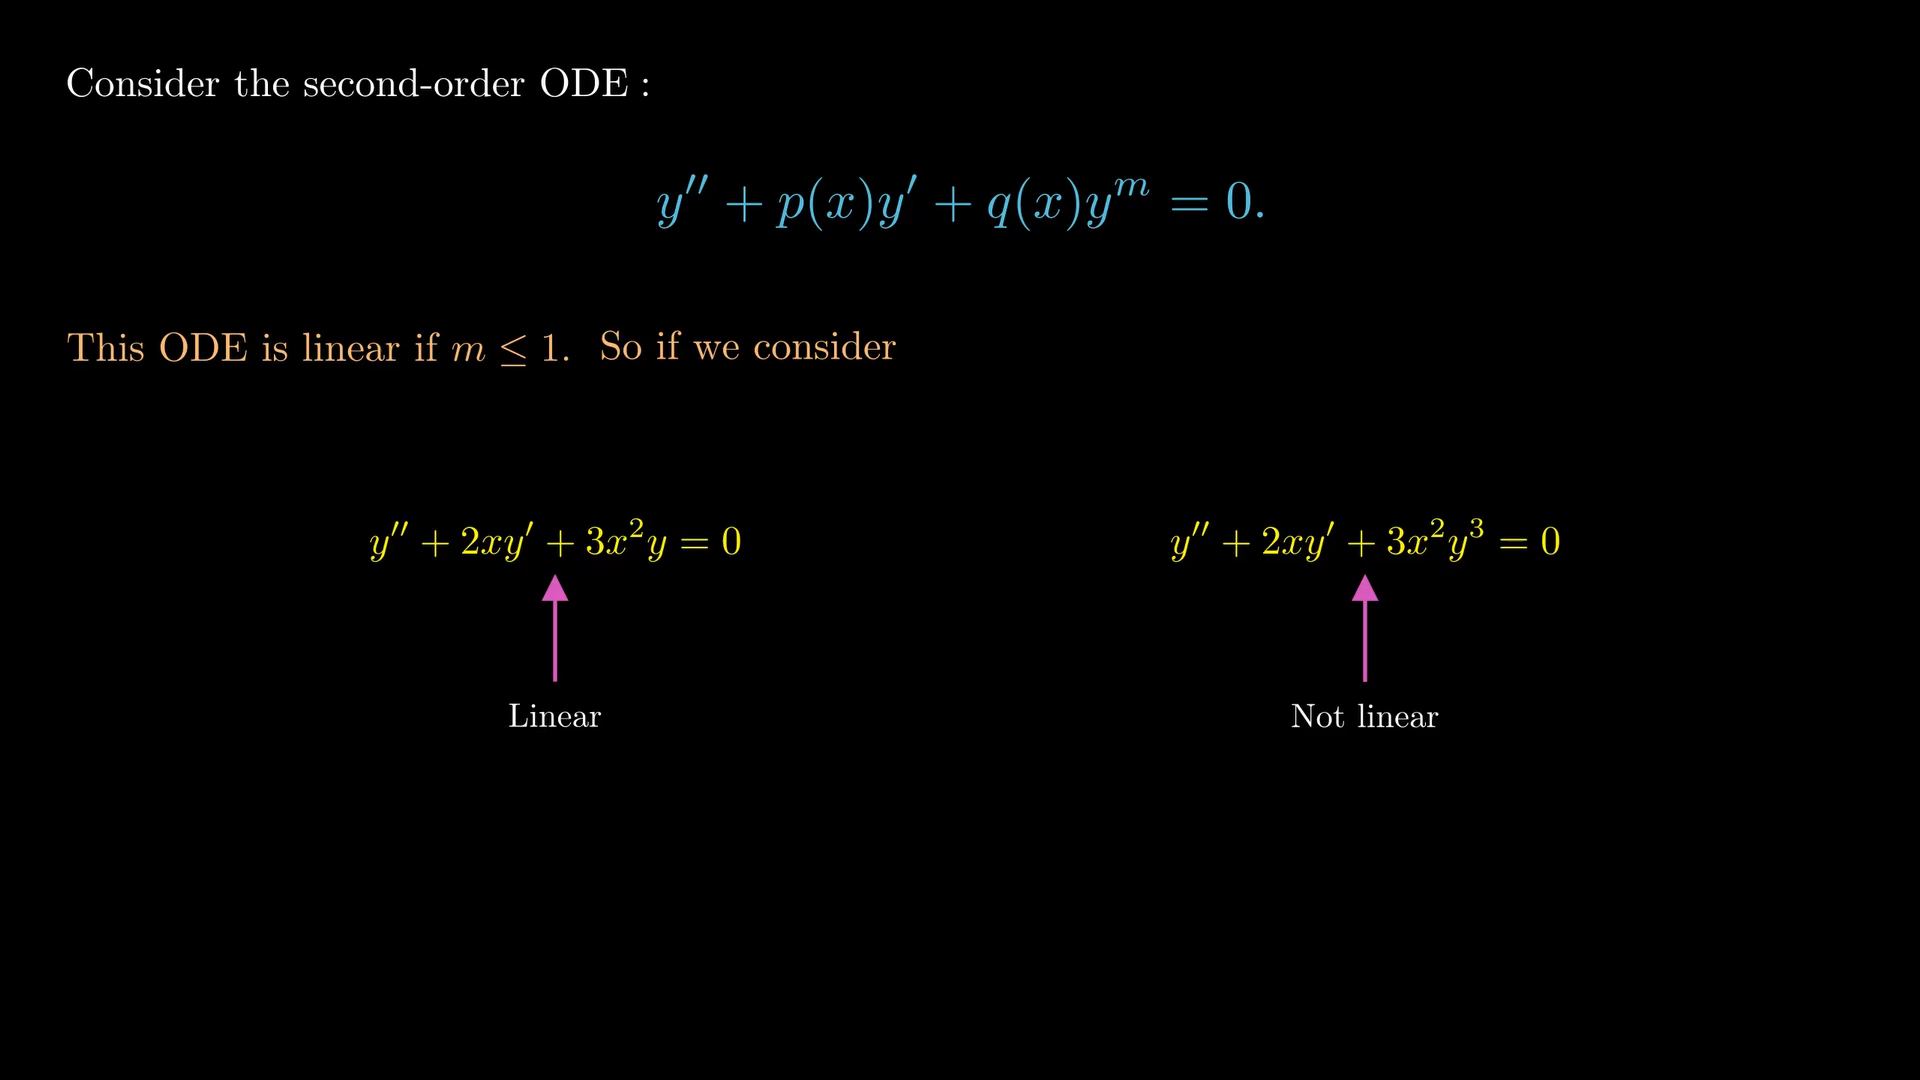 Consider the second-order ODE :
y″ + p(x)y′ + q(x)yᵐ = 0.
This ODE is linear if m ≤ 1. So if we consider
y″ + 2xy′ + 3x²y = 0
y″ + 2xy′ + 3x²y³ = 0
Linear
Not linear